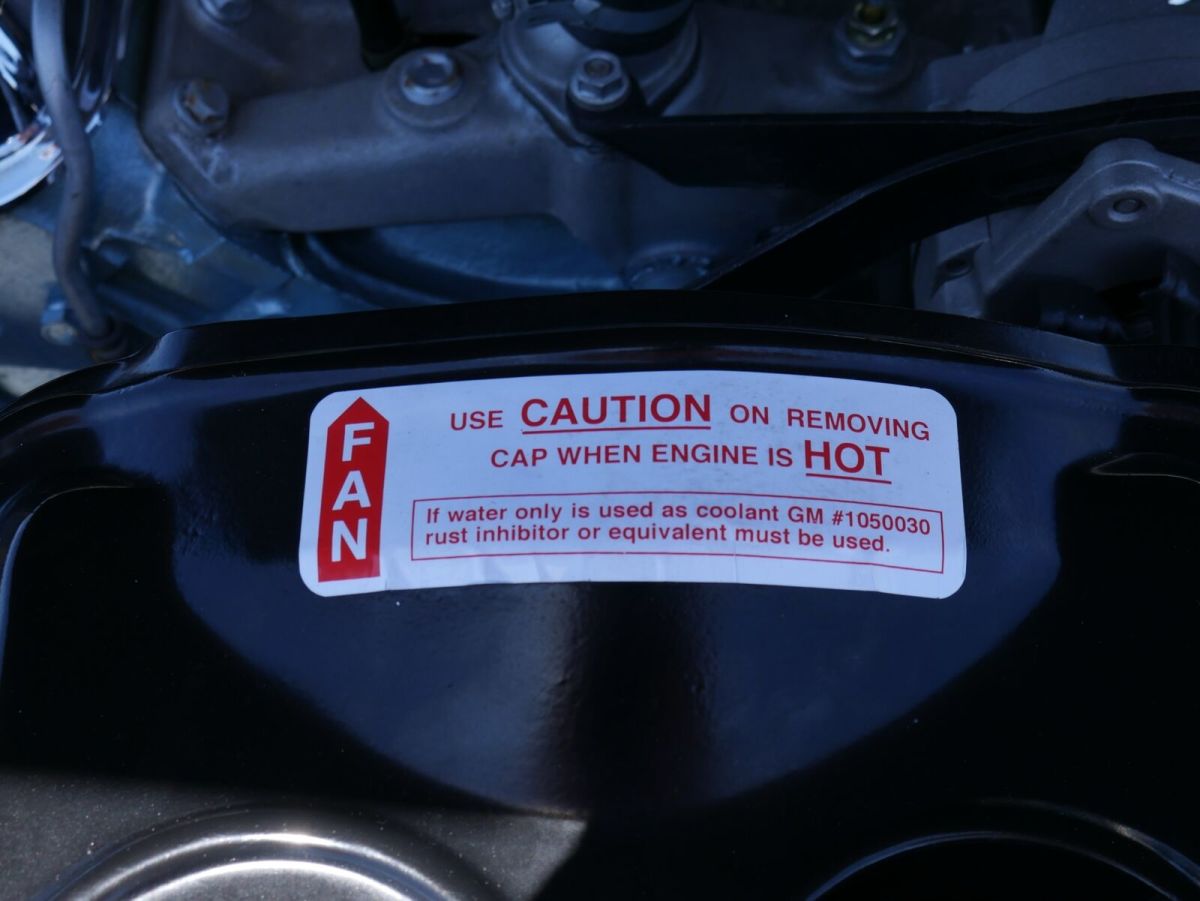 FAN
USE CAUTION ON REMOVING
CAP WHEN ENGINE IS HOT
If water only is used as coolant GM #1050030
rust inhibitor or equivalent must be used.